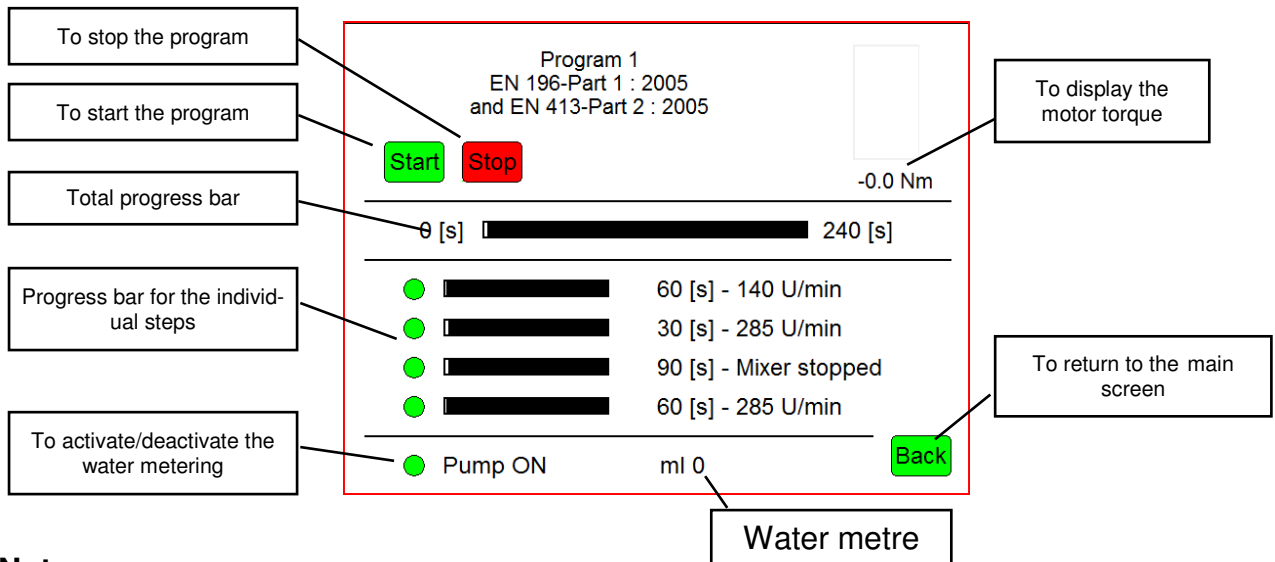 To stop the program
To start the program
Total progress bar
Progress bar for the individ-
ual steps
To activate/deactivate the
water metering
Program 1
EN 196-Part 1 : 2005
and EN 413-Part 2 : 2005
Start Stop
-0.0 Nm
0 [s] 240 [s]
60 [s] - 140 U/min
30 [s] - 285 U/min
90 [s] - Mixer stopped
60 [s] - 285 U/min
Pump ON ml 0
Back
To display the
motor torque
To return to the main
screen
Water metre